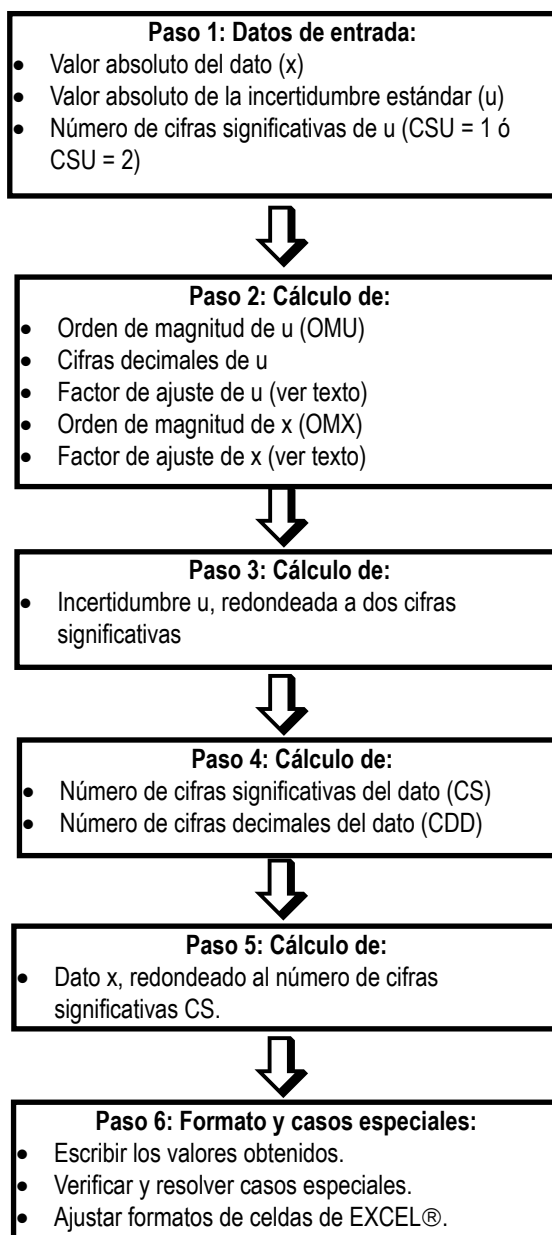 Paso 1: Datos de entrada:
• Valor absoluto del dato (x)
• Valor absoluto de la incertidumbre estándar (u)
• Número de cifras significativas de u (CSU = 1 ó
CSU = 2)
Paso 2: Cálculo de:
• Orden de magnitud de u (OMU)
• Cifras decimales de u
• Factor de ajuste de u (ver texto)
• Orden de magnitud de x (OMX)
• Factor de ajuste de x (ver texto)
Paso 3: Cálculo de:
• Incertidumbre u, redondeada a dos cifras
significativas
Paso 4: Cálculo de:
• Número de cifras significativas del dato (CS)
• Número de cifras decimales del dato (CDD)
Paso 5: Cálculo de:
• Dato x, redondeado al número de cifras
significativas CS.
Paso 6: Formato y casos especiales:
• Escribir los valores obtenidos.
• Verificar y resolver casos especiales.
• Ajustar formatos de celdas de EXCEL®.